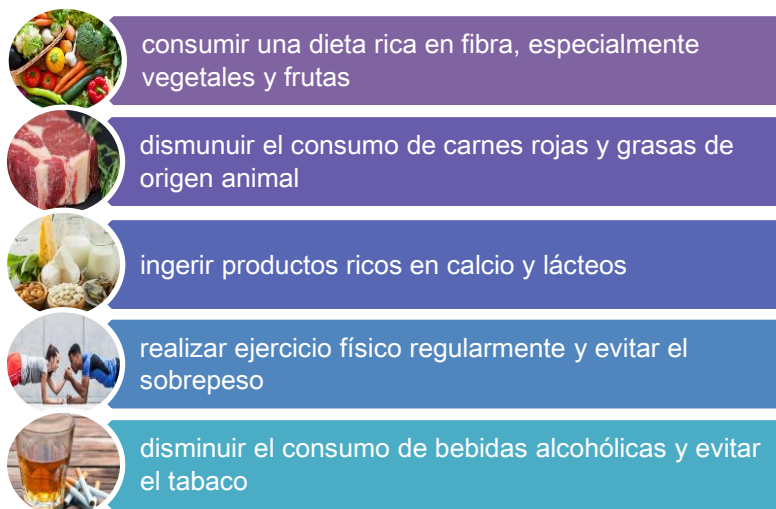 consumir una dieta rica en fibra, especialmente
vegetales y frutas
dismunuir el consumo de carnes rojas y grasas de
origen animal
ingerir productos ricos en calcio y lácteos
realizar ejercicio físico regularmente y evitar el
sobrepeso
disminuir el consumo de bebidas alcohólicas y evitar
el tabaco